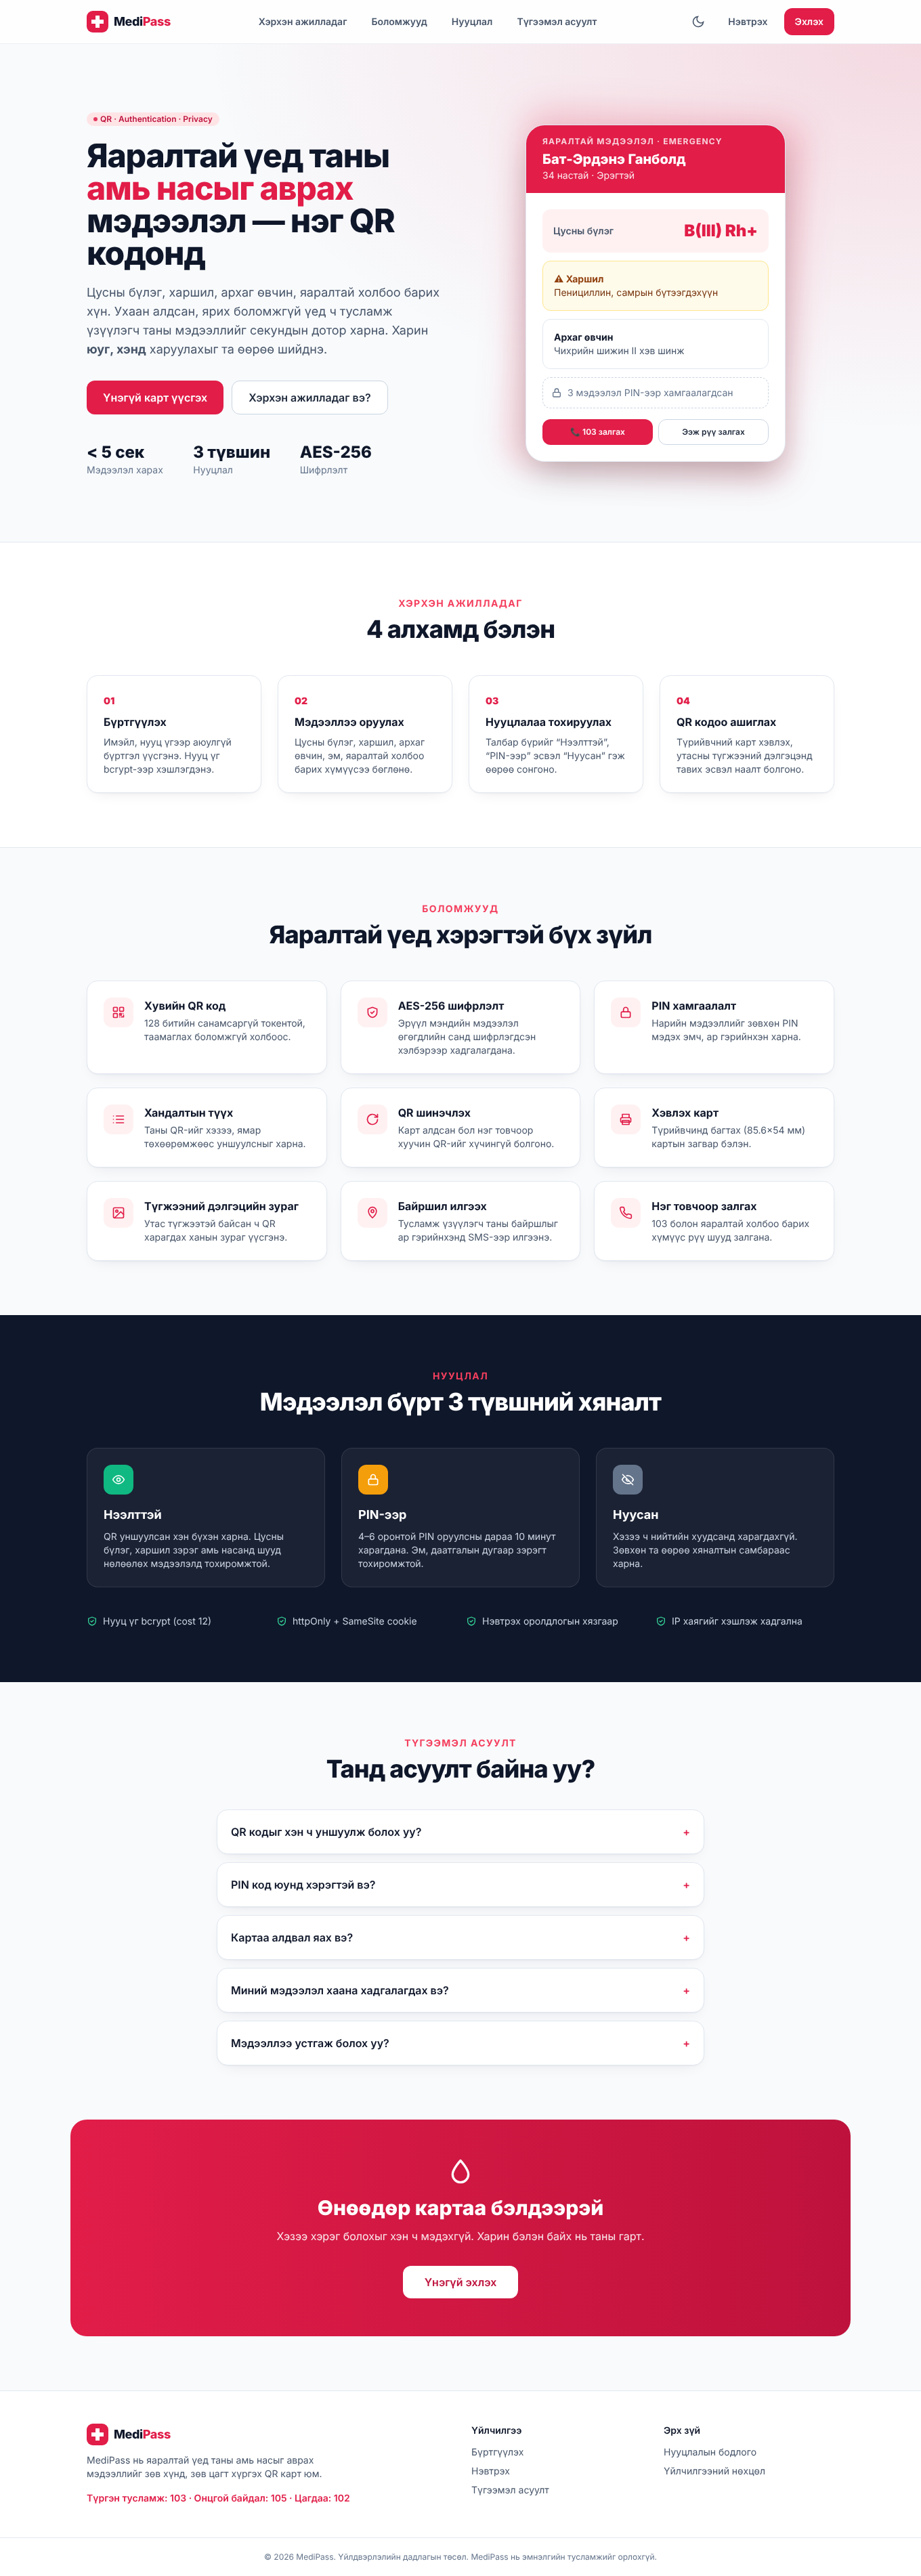 MediPass
Хэрхэн ажилладаг
Боломжууд
Нууцлал
Түгээмэл асуулт
Нэвтрэх
Эхлэх
QR · Authentication · Privacy
Яаралтай үед таны
амь насыг аврах
мэдээлэл — нэг QR
кодонд
Цусны бүлэг, харшил, архаг өвчин, яаралтай холбоо барих
хүн. Ухаан алдсан, ярих боломжгүй үед ч тусламж
үзүүлэгч таны мэдээллийг секундын дотор харна. Харин
юуг, хэнд харуулахыг та өөрөө шийднэ.
Үнэгүй карт үүсгэх
Хэрхэн ажилладаг вэ?
< 5 сек
Мэдээлэл харах
3 түвшин
Нууцлал
AES-256
Шифрлэлт
ЯАРАЛТАЙ МЭДЭЭЛЭЛ · EMERGENCY
Бат-Эрдэнэ Ганболд
34 настай · Эрэгтэй
Цусны бүлэг
B(III) Rh+
⚠ Харшил
Пенициллин, самрын бүтээгдэхүүн
Архаг өвчин
Чихрийн шижин II хэв шинж
3 мэдээлэл PIN-ээр хамгаалагдсан
📞 103 залгах
Ээж рүү залгах
ХЭРХЭН АЖИЛЛАДАГ
4 алхамд бэлэн
01
Бүртгүүлэх
Имэйл, нууц үгээр аюулгүй
бүртгэл үүсгэнэ. Нууц үг
bcrypt-ээр хэшлэгдэнэ.
02
Мэдээллээ оруулах
Цусны бүлэг, харшил, архаг
өвчин, эм, яаралтай холбоо
барих хүмүүсээ бөглөнө.
03
Нууцлалаа тохируулах
Талбар бүрийг “Нээлттэй”,
“PIN-ээр” эсвэл “Нуусан” гэж
өөрөө сонгоно.
04
QR кодоо ашиглах
Түрийвчний карт хэвлэх,
утасны түгжээний дэлгэцэнд
тавих эсвэл наалт болгоно.
БОЛОМЖУУД
Яаралтай үед хэрэгтэй бүх зүйл
Хувийн QR код
128 битийн санамсаргүй токентой,
таамаглах боломжгүй холбоос.
AES-256 шифрлэлт
Эрүүл мэндийн мэдээлэл
өгөгдлийн санд шифрлэгдсэн
хэлбэрээр хадгалагдана.
PIN хамгаалалт
Нарийн мэдээллийг зөвхөн PIN
мэдэх эмч, ар гэрийнхэн харна.
Хандалтын түүх
Таны QR-ийг хэзээ, ямар
төхөөрөмжөөс уншуулсныг харна.
QR шинэчлэх
Карт алдсан бол нэг товчоор
хуучин QR-ийг хүчингүй болгоно.
Хэвлэх карт
Түрийвчинд багтах (85.6×54 мм)
картын загвар бэлэн.
Түгжээний дэлгэцийн зураг
Утас түгжээтэй байсан ч QR
харагдах ханын зураг үүсгэнэ.
Байршил илгээх
Тусламж үзүүлэгч таны байршлыг
ар гэрийнхэнд SMS-ээр илгээнэ.
Нэг товчоор залгах
103 болон яаралтай холбоо барих
хүмүүс рүү шууд залгана.
НУУЦЛАЛ
Мэдээлэл бүрт 3 түвшний хяналт
Нээлттэй
QR уншуулсан хэн бүхэн харна. Цусны
бүлэг, харшил зэрэг амь насанд шууд
нөлөөлөх мэдээлэлд тохиромжтой.
PIN-ээр
4–6 оронтой PIN оруулсны дараа 10 минут
харагдана. Эм, даатгалын дугаар зэрэгт
тохиромжтой.
Нуусан
Хэзээ ч нийтийн хуудсанд харагдахгүй.
Зөвхөн та өөрөө хяналтын самбараас
харна.
Нууц үг bcrypt (cost 12)
httpOnly + SameSite cookie
Нэвтрэх оролдлогын хязгаар
IP хаягийг хэшлэж хадгална
ТҮГЭЭМЭЛ АСУУЛТ
Танд асуулт байна уу?
QR кодыг хэн ч уншуулж болох уу? +
PIN код юунд хэрэгтэй вэ? +
Картаа алдвал яах вэ? +
Миний мэдээлэл хаана хадгалагдах вэ? +
Мэдээллээ устгаж болох уу? +
Өнөөдөр картаа бэлдээрэй
Хэзээ хэрэг болохыг хэн ч мэдэхгүй. Харин бэлэн байх нь таны гарт.
Үнэгүй эхлэх
MediPass
MediPass нь яаралтай үед таны амь насыг аврах
мэдээллийг зөв хүнд, зөв цагт хүргэх QR карт юм.
Түргэн тусламж: 103 · Онцгой байдал: 105 · Цагдаа: 102
Үйлчилгээ
Бүртгүүлэх
Нэвтрэх
Түгээмэл асуулт
Эрх зүй
Нууцлалын бодлого
Үйлчилгээний нөхцөл
© 2026 MediPass. Үйлдвэрлэлийн дадлагын төсөл. MediPass нь эмнэлгийн тусламжийг орлохгүй.